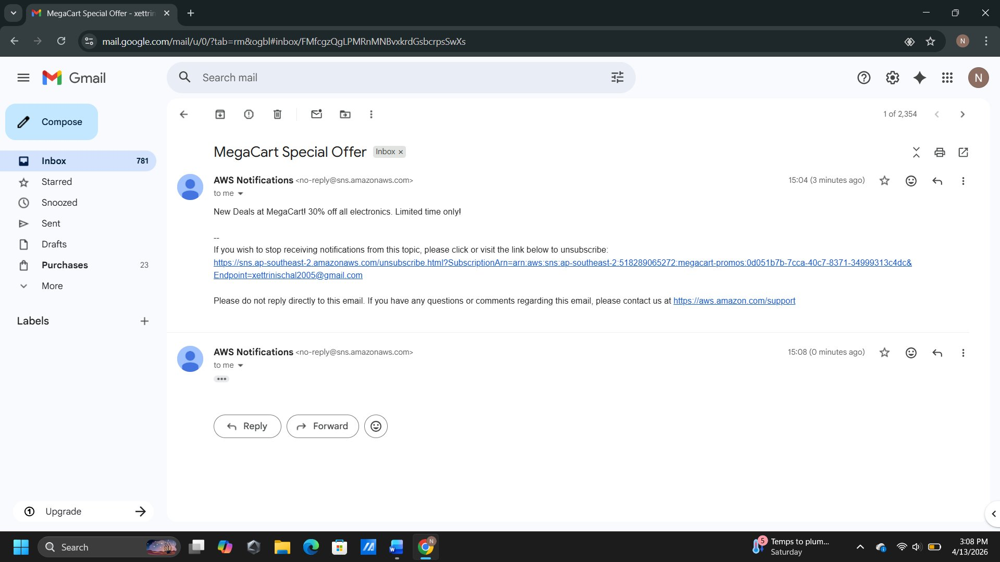 MegaCart Special Offer - xettrin
mail.google.com/mail/u/0/?tab=rm&ogbl#inbox/FMfcgzQgLPMRnMNBvxkrdGsbcrpsSwXs
N
Gmail
Search mail
N
Compose
1 of 2,354
MegaCart Special Offer Inbox ×
Inbox 781
Starred
Snoozed
Sent
Drafts
Purchases 23
More
Labels
AWS Notifications <no-reply@sns.amazonaws.com> 15:04 (3 minutes ago)
to me
New Deals at MegaCart! 30% off all electronics. Limited time only!
--
If you wish to stop receiving notifications from this topic, please click or visit the link below to unsubscribe:
https://sns.ap-southeast-2.amazonaws.com/unsubscribe.html?SubscriptionArn=arn:aws:sns:ap-southeast-2:518289065272:megacart-promos:0d051b7b-7cca-40c7-8371-34999313c4dc&
Endpoint=xettrinischal2005@gmail.com
Please do not reply directly to this email. If you have any questions or comments regarding this email, please contact us at https://aws.amazon.com/support
AWS Notifications <no-reply@sns.amazonaws.com> 15:08 (0 minutes ago)
to me
Reply
Forward
Upgrade
Search
N
5
Temps to plum...
Saturday
3:08 PM
4/13/2026